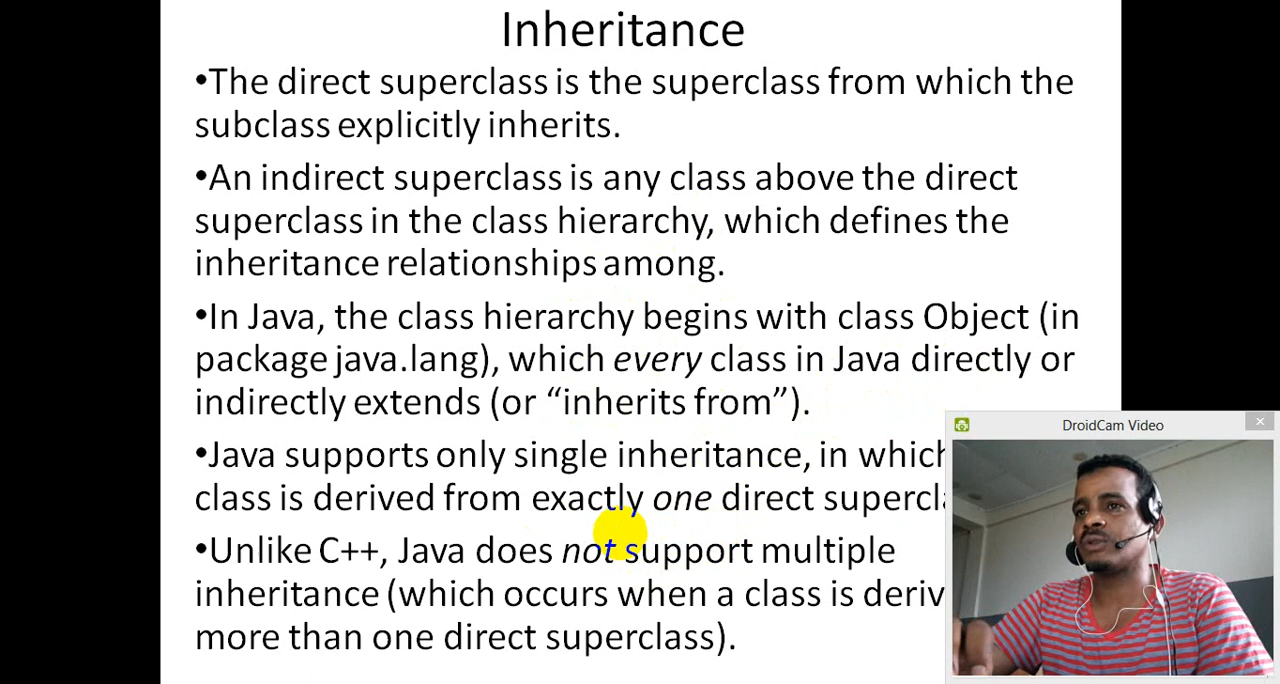 Inheritance
•The direct superclass is the superclass from which the
subclass explicitly inherits.
•An indirect superclass is any class above the direct
superclass in the class hierarchy, which defines the
inheritance relationships among.
•In Java, the class hierarchy begins with class Object (in
package java.lang), which every class in Java directly or
indirectly extends (or “inherits from”).
•Java supports only single inheritance, in which
class is derived from exactly one direct
•Unlike C++, Java does not support multiple
inheritance (which occurs when a class is
more than one direct superclass).
DroidCam Video